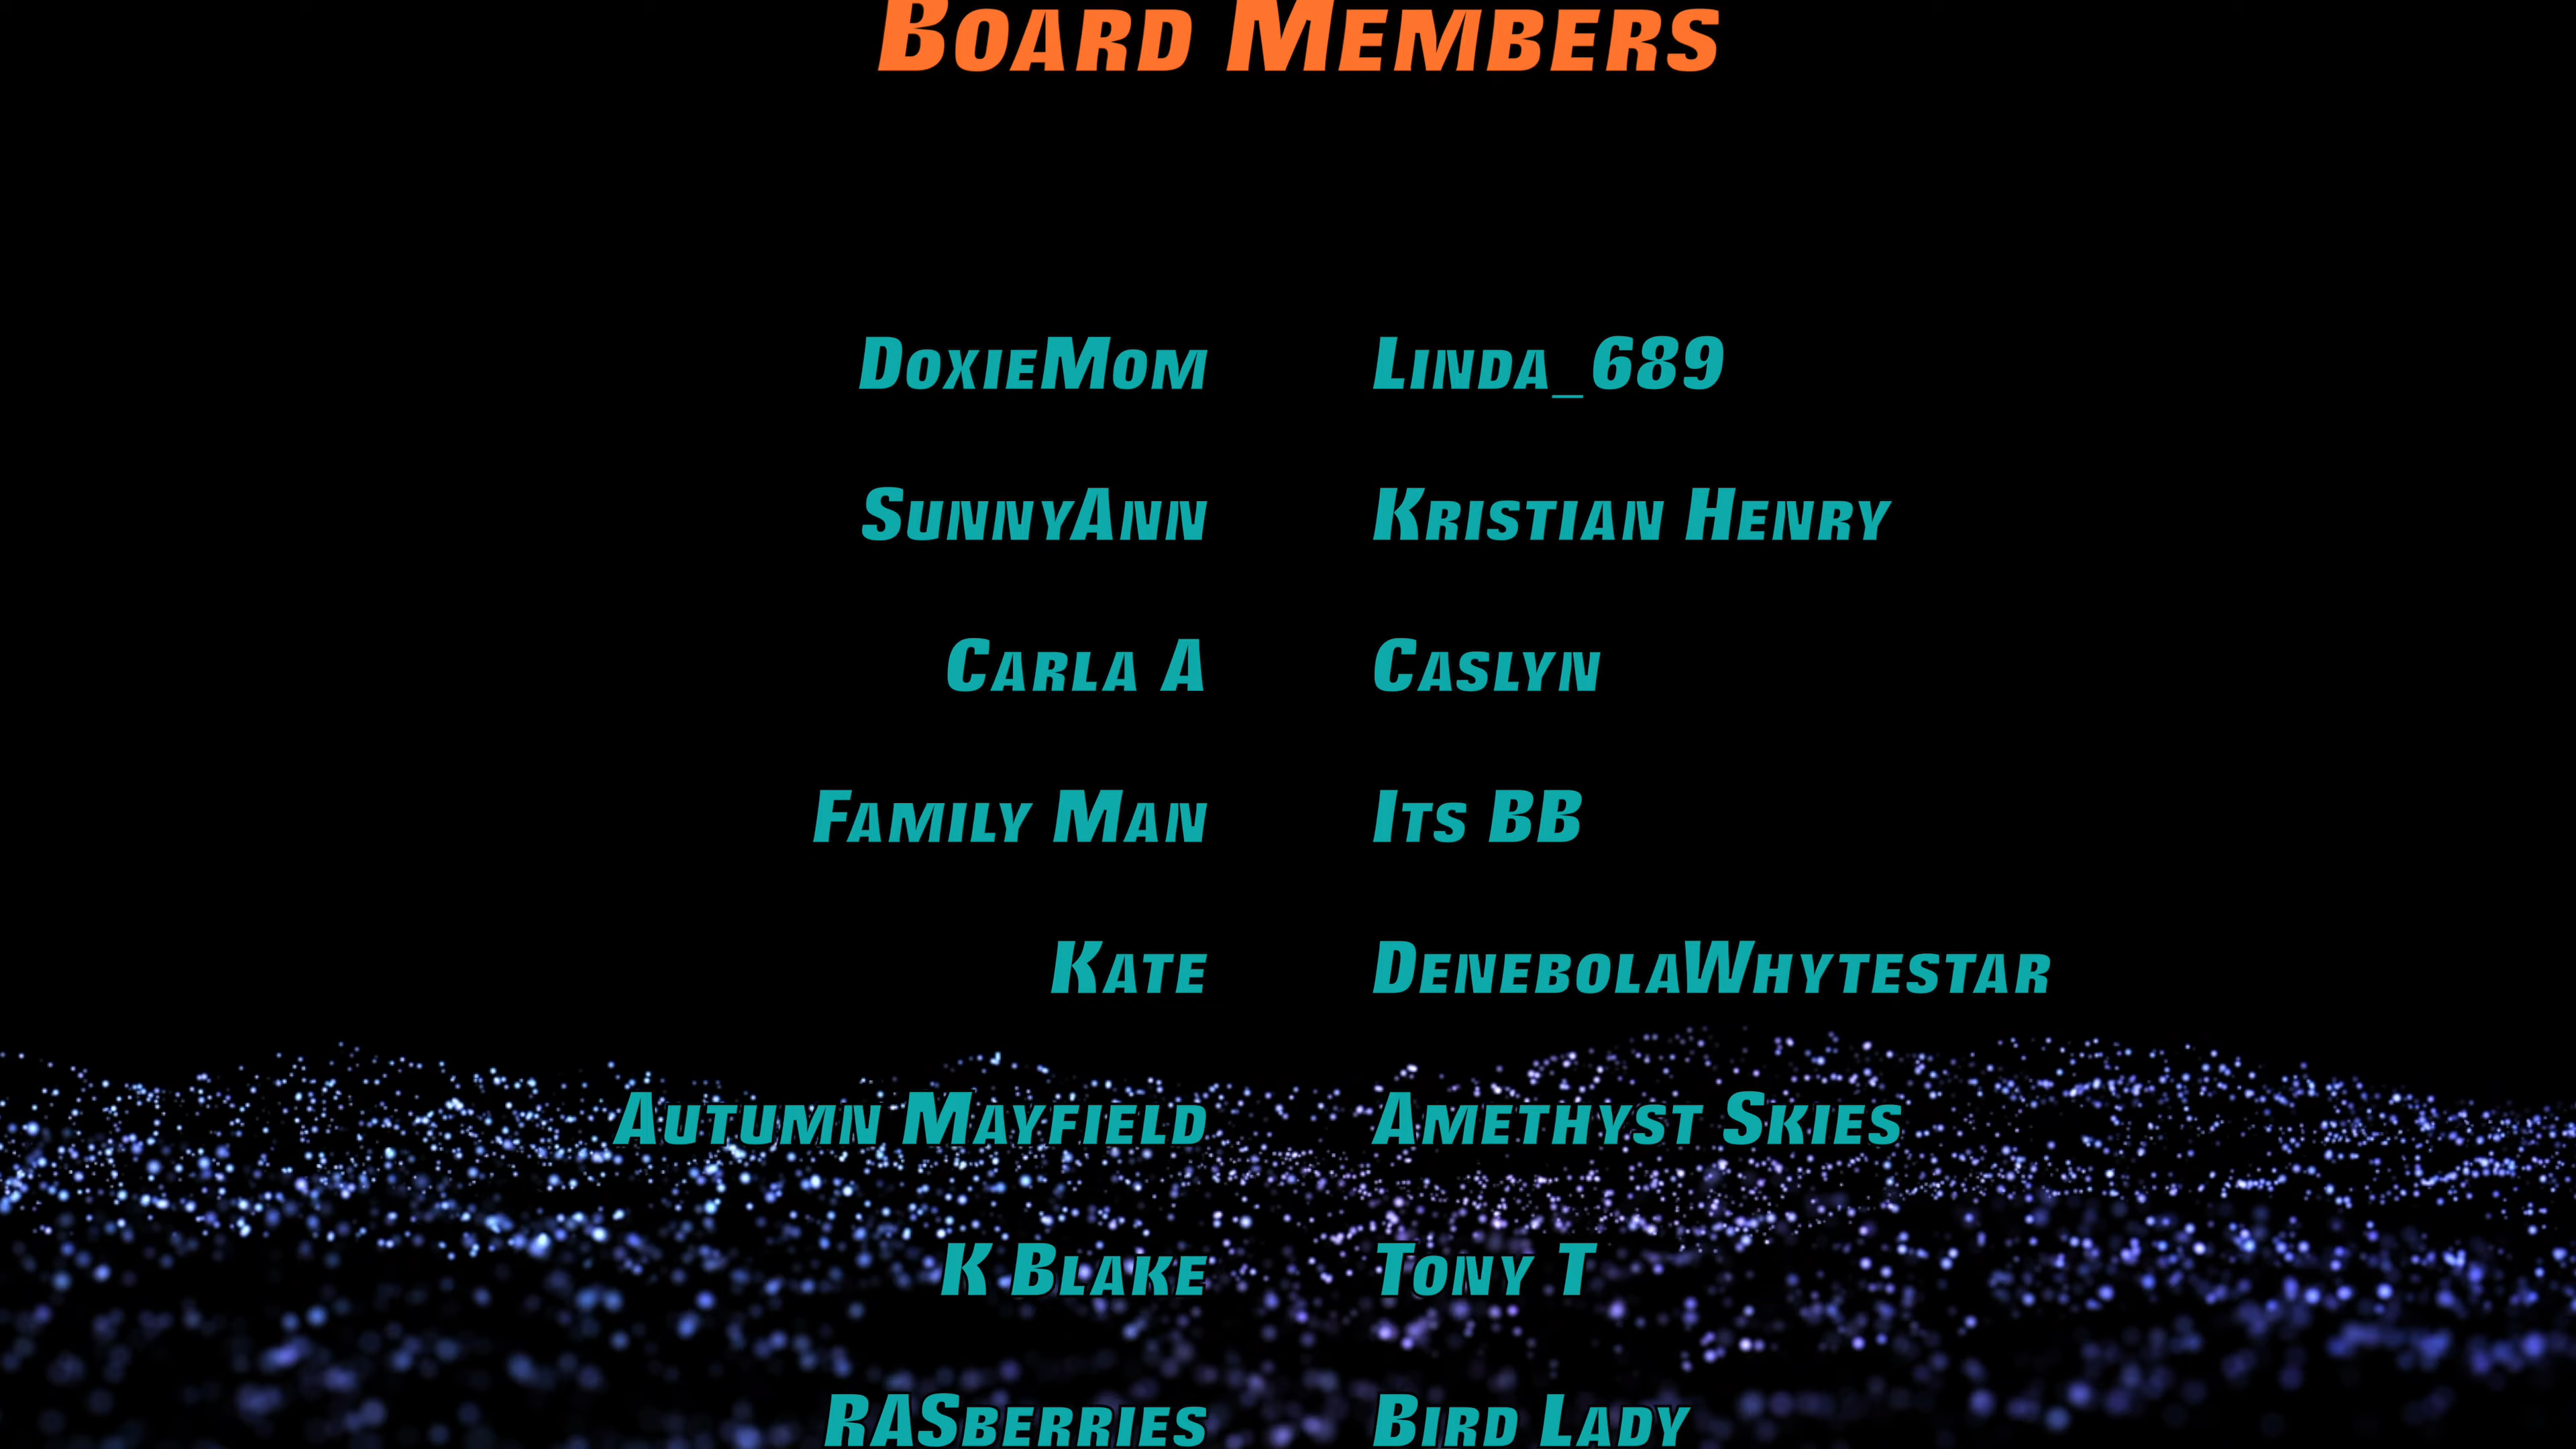 Board Members
DoxieMom Linda_689
SunnyAnn Kristian Henry
Carla A Caslyn
Family Man Its BB
Kate DenebolaWhytestar
Autumn Mayfield Amethyst Skies
K Blake Tony T
RASberries Bird Lady